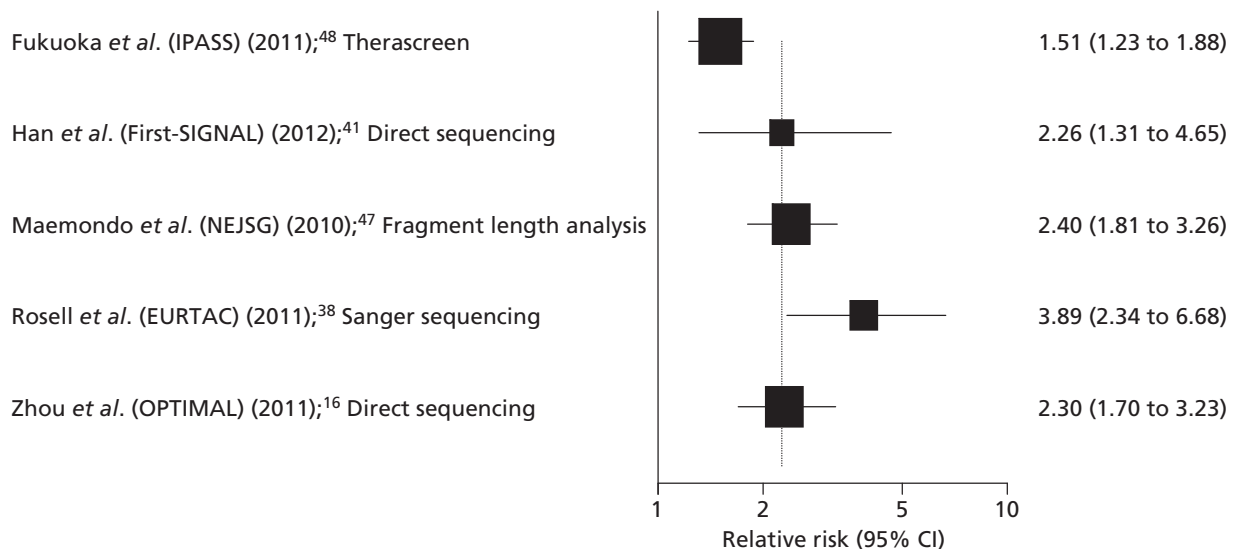 Fukuoka et al. (IPASS) (2011);48 Therascreen 1.51 (1.23 to 1.88)
Han et al. (First-SIGNAL) (2012);41 Direct sequencing 2.26 (1.31 to 4.65)
Maemondo et al. (NEJSG) (2010);47 Fragment length analysis 2.40 (1.81 to 3.26)
Rosell et al. (EURTAC) (2011);38 Sanger sequencing 3.89 (2.34 to 6.68)
Zhou et al. (OPTIMAL) (2011);16 Direct sequencing 2.30 (1.70 to 3.23)
1 2 5 10
Relative risk (95% CI)